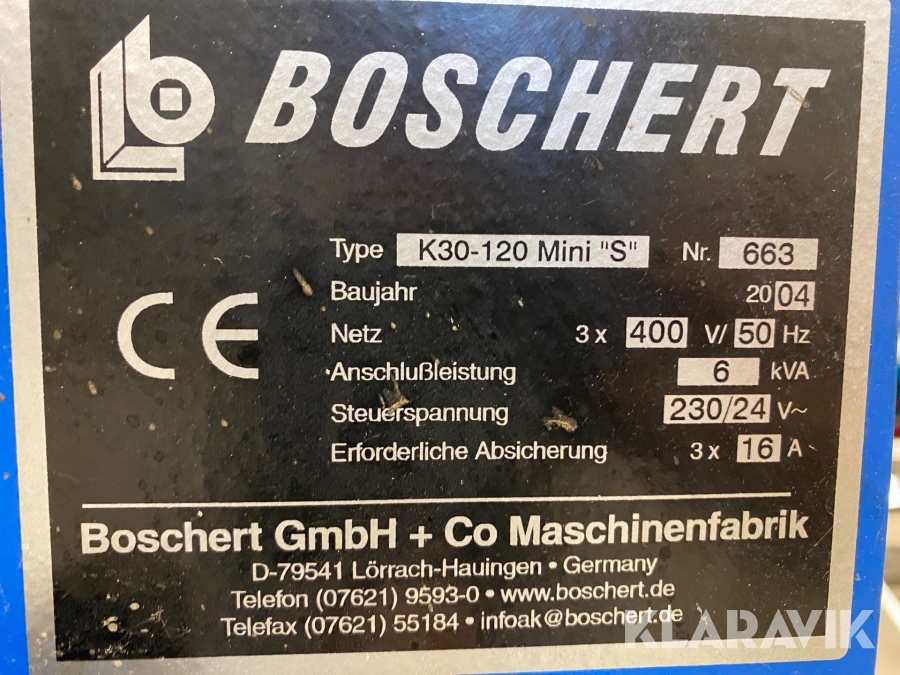 BOSCHERT
Type K30-120 Mini "S" Nr. 663
Baujahr 2004
Netz 3 x 400 V/ 50 Hz
Anschlußleistung 6 kVA
Steuerspannung 230/24 V~
Erforderliche Absicherung 3 x 16 A
CE
Boschert GmbH + Co Maschinenfabrik
D-79541 Lörrach-Hauingen • Germany
Telefon (07621) 9593-0 • www.boschert.de
Telefax (07621) 55184 • infoak@boschert.de
KLARAVIK